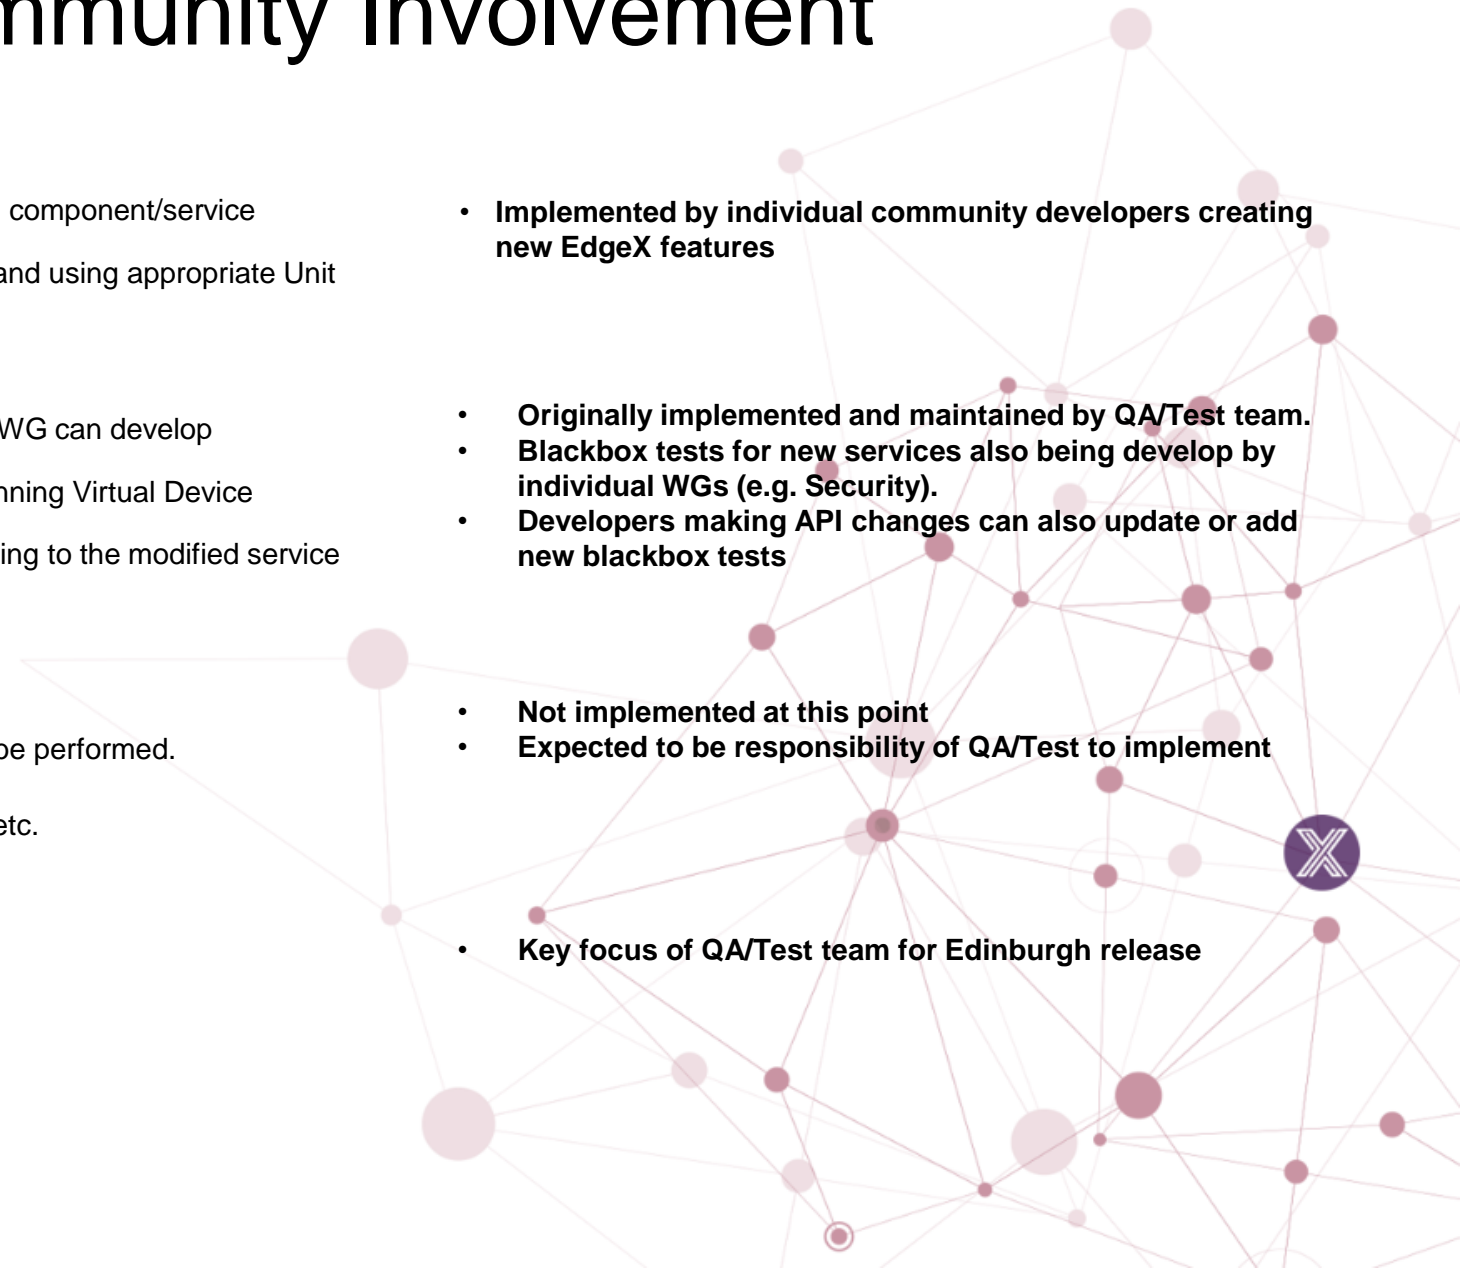 mmunity Involvement
component/service
and using appropriate Unit
• Implemented by individual community developers creating
new EdgeX features
WG can develop
nning Virtual Device
ing to the modified service
• Originally implemented and maintained by QA/Test team.
• Blackbox tests for new services also being develop by
individual WGs (e.g. Security).
• Developers making API changes can also update or add
new blackbox tests
be performed.
etc.
• Not implemented at this point
• Expected to be responsibility of QA/Test to implement
• Key focus of QA/Test team for Edinburgh release